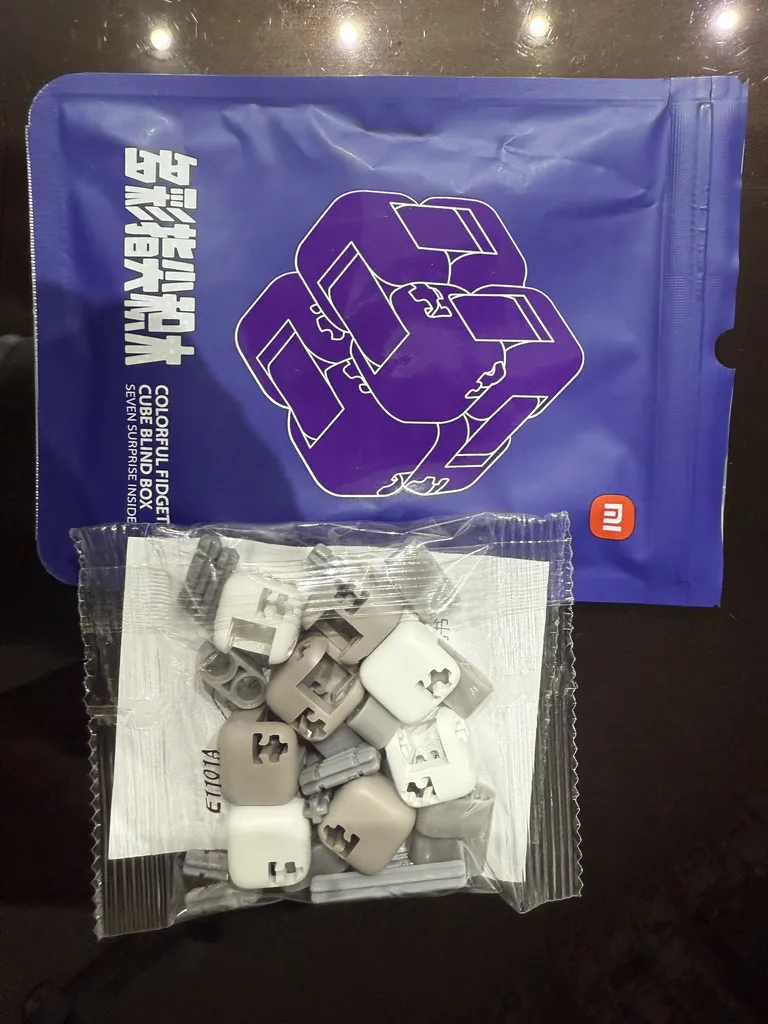 多彩指尖积木
COLORFUL FIDGET
CUBE BLIND BOX
SEVEN SURPRISE INSIDE
mi
E1101A